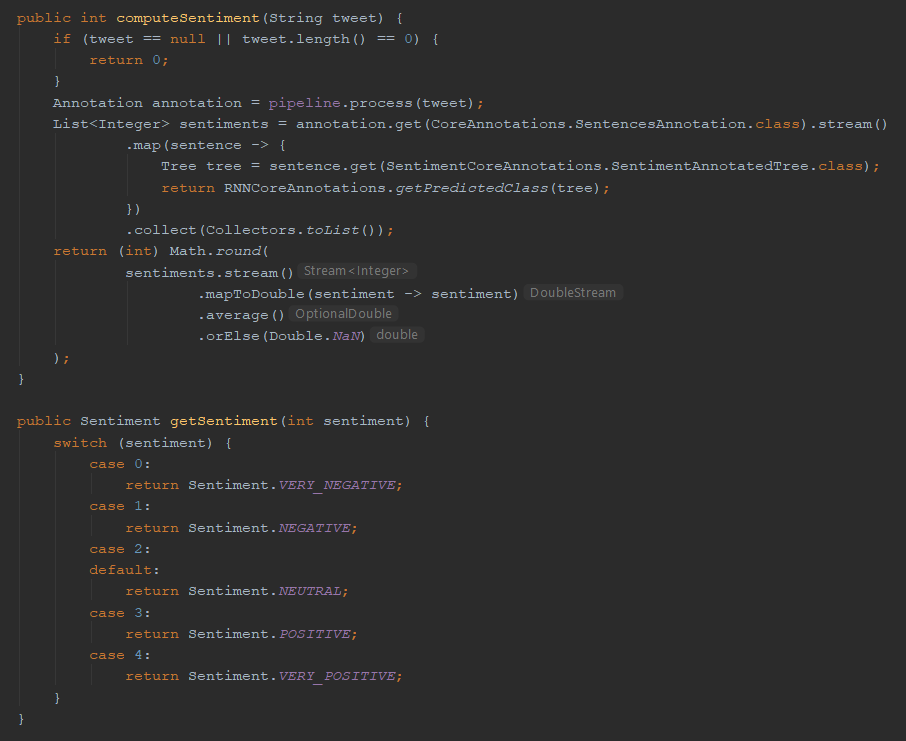 public int computeSentiment(String tweet) {
    if (tweet == null || tweet.length() == 0) {
        return 0;
    }
    Annotation annotation = pipeline.process(tweet);
    List<Integer> sentiments = annotation.get(CoreAnnotations.SentencesAnnotation.class).stream()
            .map(sentence -> {
                Tree tree = sentence.get(SentimentCoreAnnotations.SentimentAnnotatedTree.class);
                return RNNCoreAnnotations.getPredictedClass(tree);
            })
            .collect(Collectors.toList());
    return (int) Math.round(
            sentiments.stream() Stream<Integer>
                    .mapToDouble(sentiment -> sentiment) DoubleStream
                    .average() OptionalDouble
                    .orElse(Double.NaN) double
    );
}

public Sentiment getSentiment(int sentiment) {
    switch (sentiment) {
        case 0:
            return Sentiment.VERY_NEGATIVE;
        case 1:
            return Sentiment.NEGATIVE;
        case 2:
        default:
            return Sentiment.NEUTRAL;
        case 3:
            return Sentiment.POSITIVE;
        case 4:
            return Sentiment.VERY_POSITIVE;
    }
}